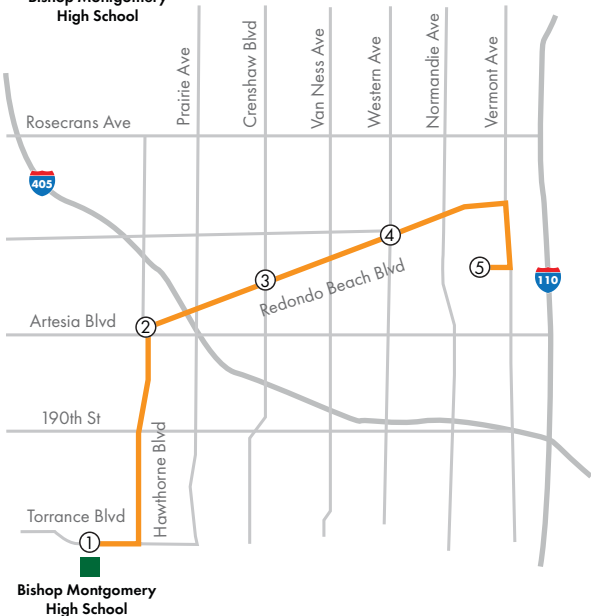 Bishop Montgomery
High School
Prairie Ave
Crenshaw Blvd
Van Ness Ave
Western Ave
Normandie Ave
Vermont Ave
Rosecrans Ave
405
4
5
3
Redondo Beach Blvd
110
Artesia Blvd
2
190th St
Hawthorne Blvd
Torrance Blvd
1
Bishop Montgomery
High School